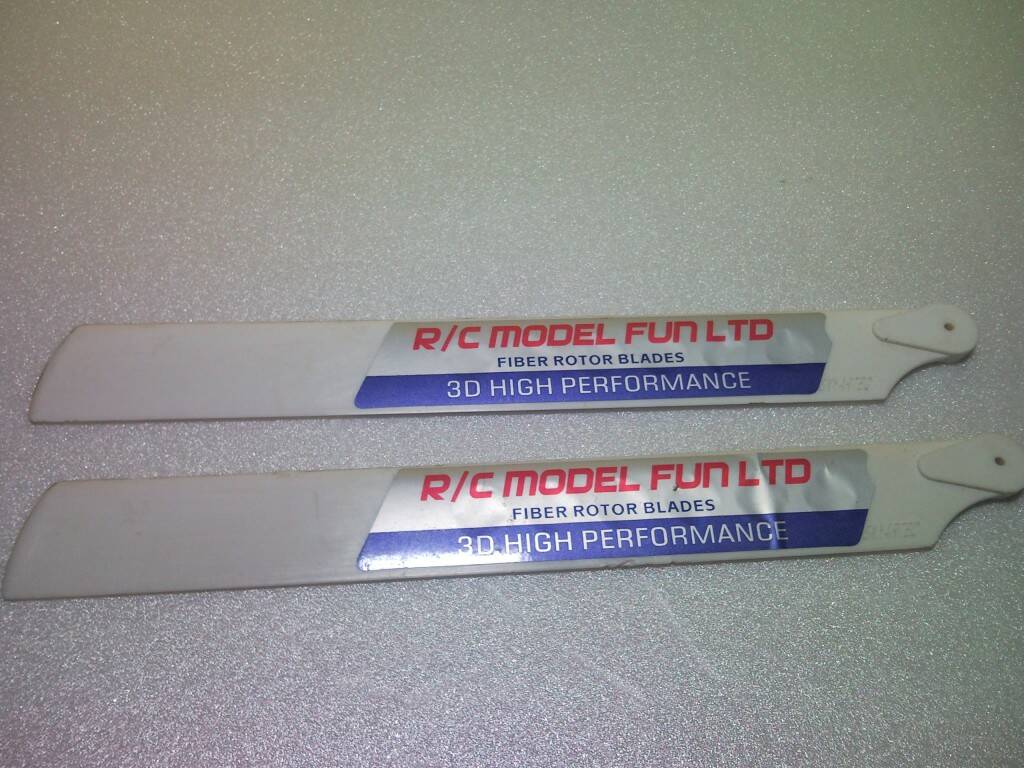 R/C MODEL FUN LTD
FIBER ROTOR BLADES
3D HIGH PERFORMANCE
R/C MODEL FUN LTD
FIBER ROTOR BLADES
3D HIGH PERFORMANCE